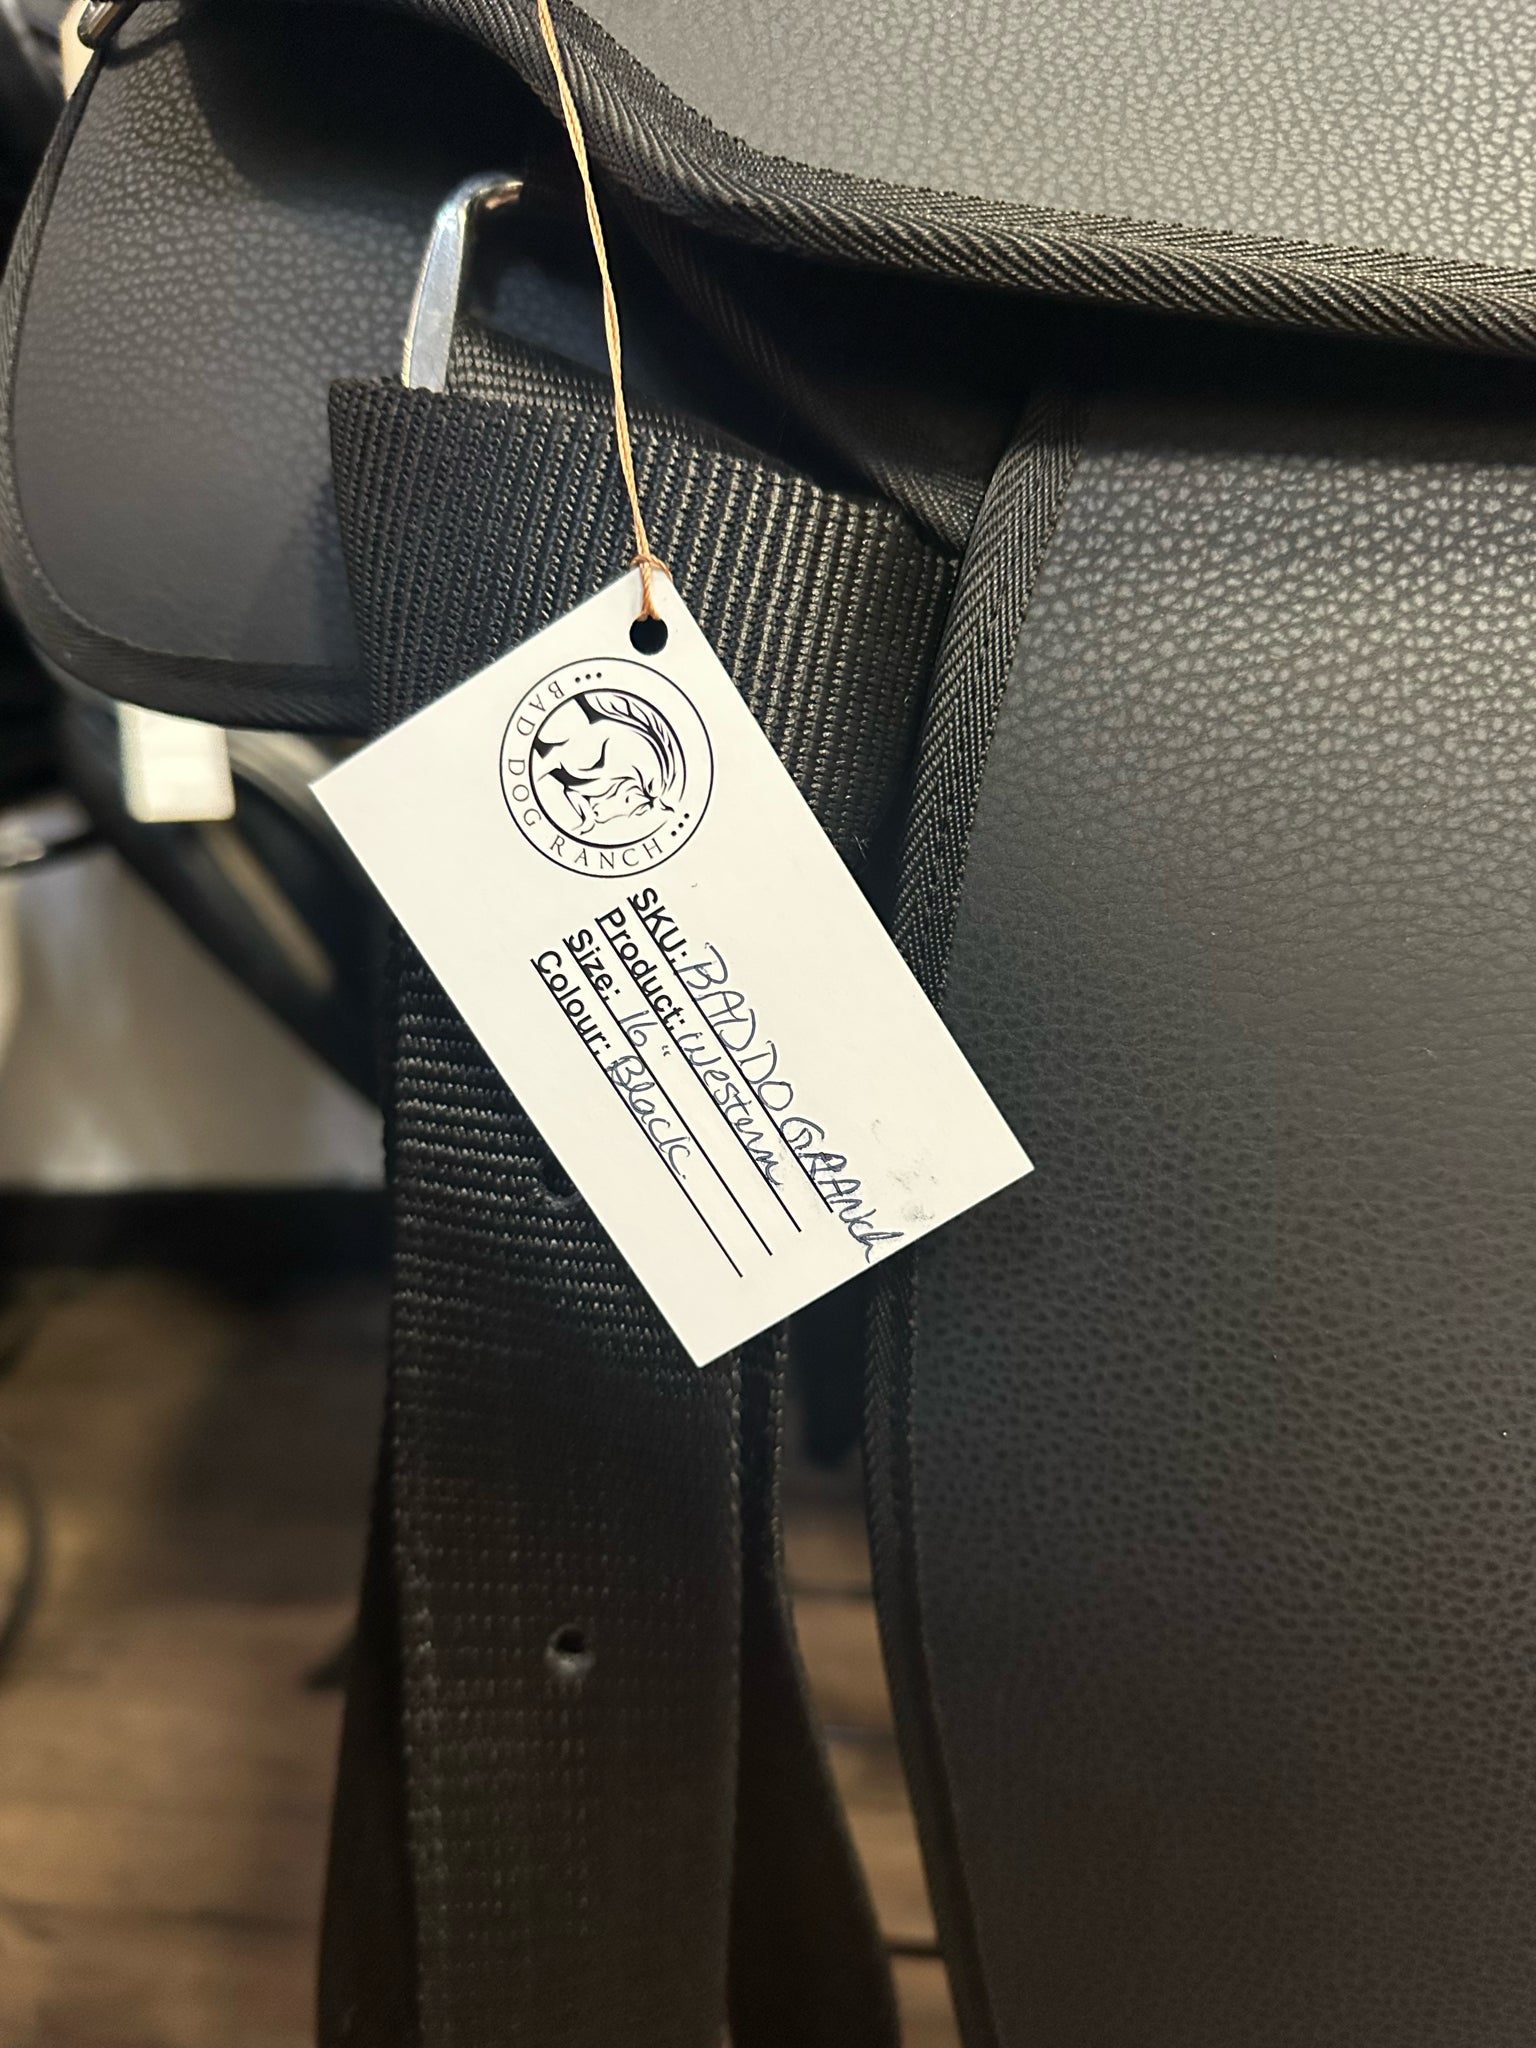 BAD DOG RANCH
SKU: BADDOGRANch
Product: Western
Size: 16"
Colour: Black